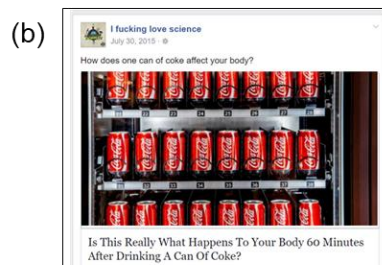 (b)
I fucking love science
July 30, 2015 ·
How does one can of coke affect your body?
Is This Really What Happens To Your Body 60 Minutes
After Drinking A Can Of Coke?